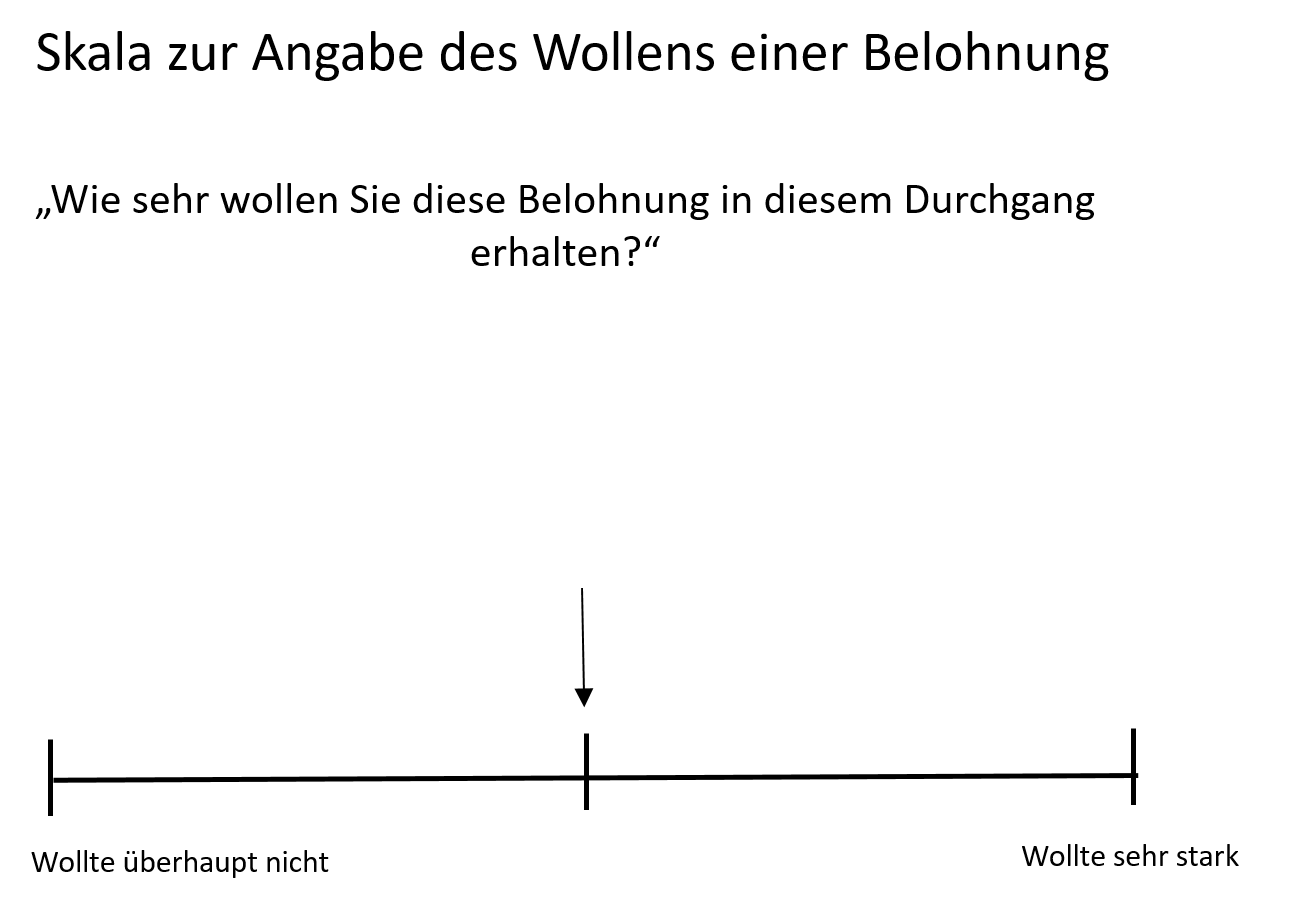 Skala zur Angabe des Wollens einer Belohnung
„Wie sehr wollen Sie diese Belohnung in diesem Durchgang
erhalten?“
Wollte überhaupt nicht
Wollte sehr stark